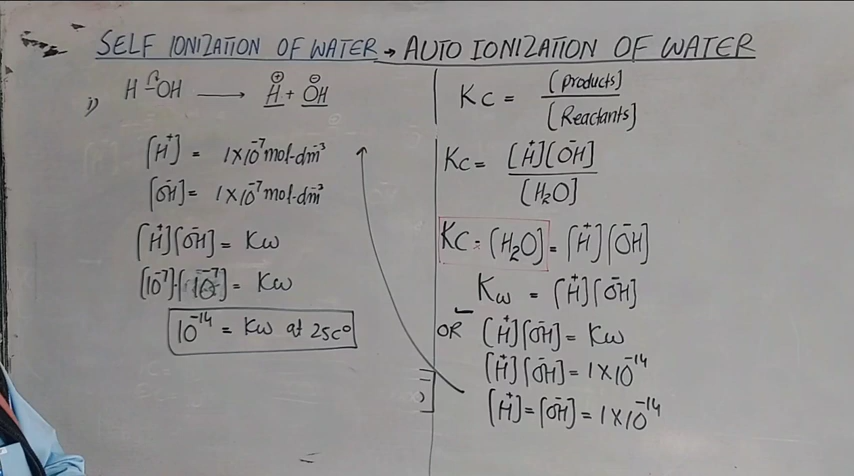 SELF IONIZATION OF WATER → AUTO IONIZATION OF WATER
1) H–OH ⟶ H⊕ + OH⊖
[H⁺] = 1×10⁻⁷ mol·dm⁻³
[OH⁻] = 1×10⁻⁷ mol·dm⁻³
[H⁺][OH⁻] = Kw
[10⁻⁷]·[10⁻⁷] = Kw
10⁻¹⁴ = Kw at 25C°
Kc = [Products] / [Reactants]
Kc = [H⁺][OH⁻] / [H₂O]
Kc = [H₂O] = [H⁺][OH⁻]
Kw = [H⁺][OH⁻]
OR [H⁺][OH⁻] = Kw
[H⁺][OH⁻] = 1×10⁻¹⁴
[H⁺] = [OH⁻] = 1×10⁻¹⁴